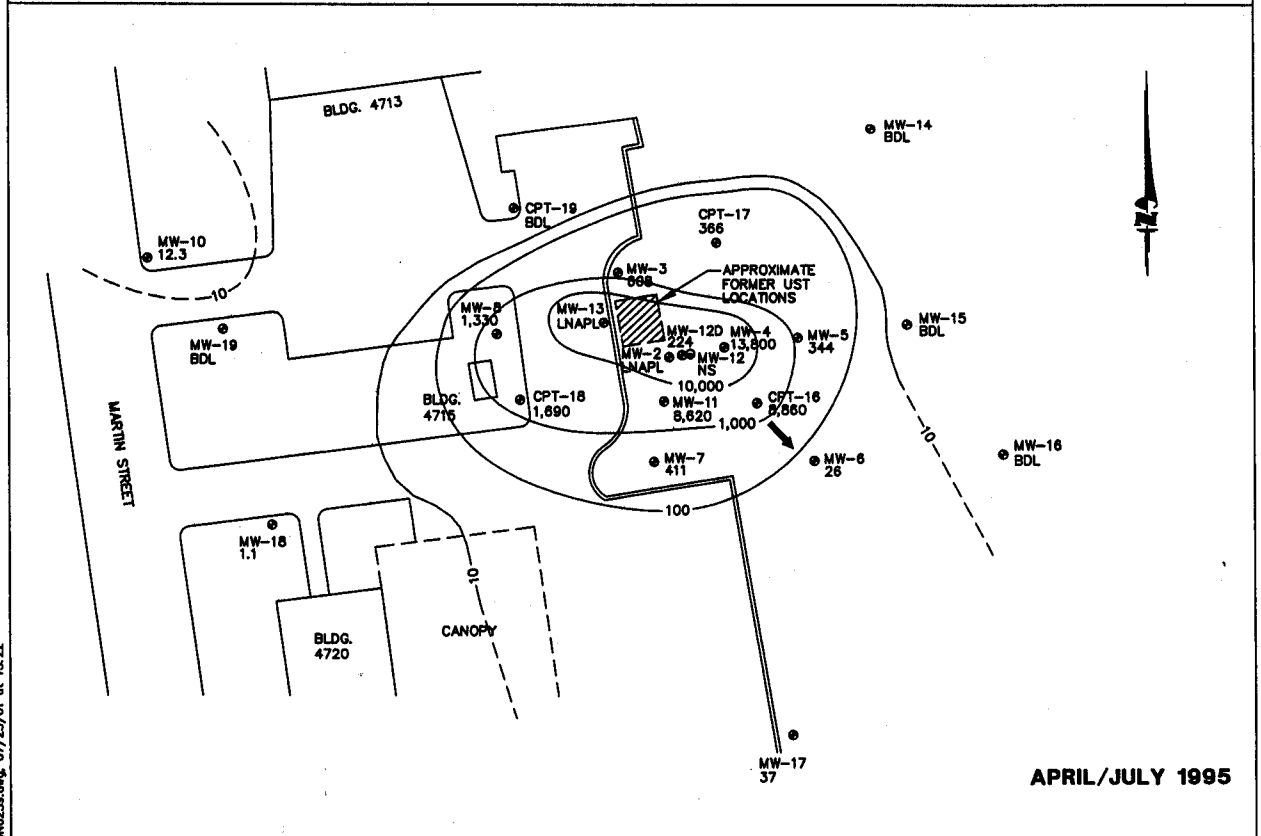 BLDG. 4713
MW-14
BDL
CPT-19
BDL
CPT-17
366
MW-10
12.3
MW-3
APPROXIMATE
FORMER UST
LOCATIONS
10
MW-8
1,330
MW-13
LNAPL
MW-19
BDL
MW-12D
224
MW-4
13,800
MW-5
344
MW-15
BDL
MW-2
LNAPL
MW-12
NS
10,000
BLDG.
4715
CPT-18
1,690
MW-11
8,620
CPT-16
1,000
MARTIN STREET
10
MW-7
411
MW-6
26
MW-16
BDL
100
MW-18
1.1
10
BLDG.
4720
CANOPY
MW-17
37
APRIL/JULY 1995